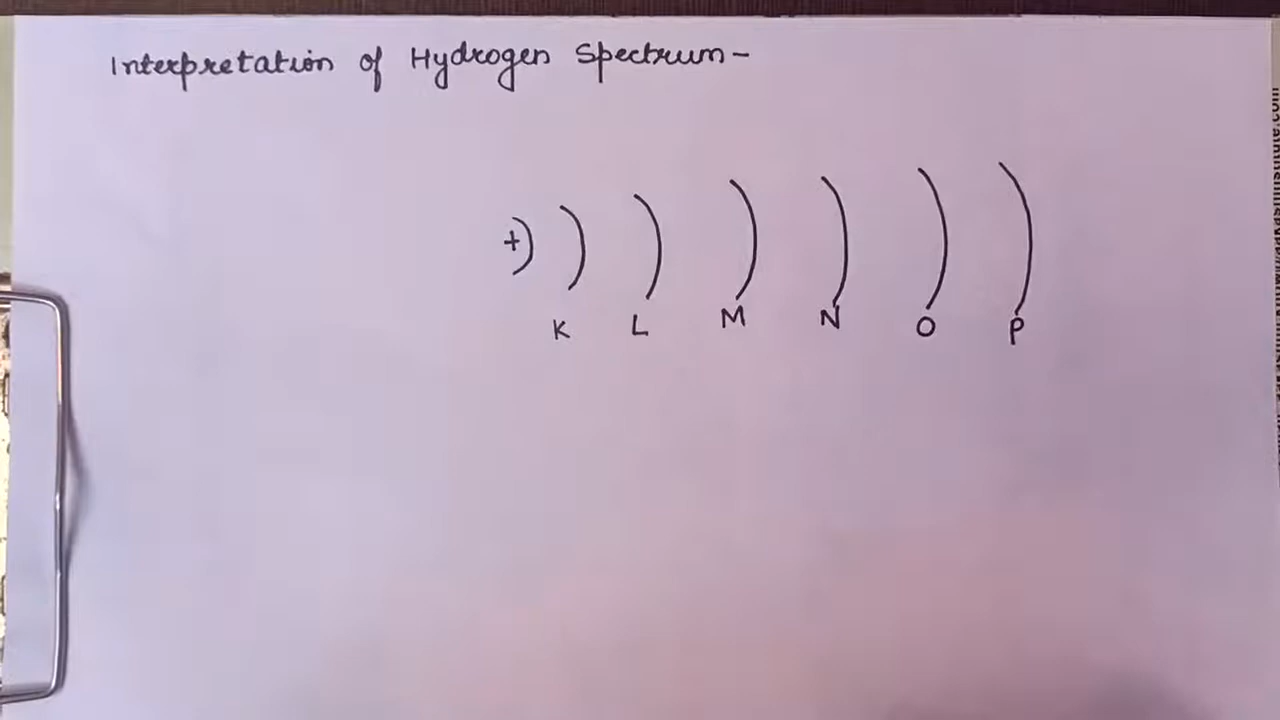 Interpretation of Hydrogen Spectrum-
+
K L M N O P